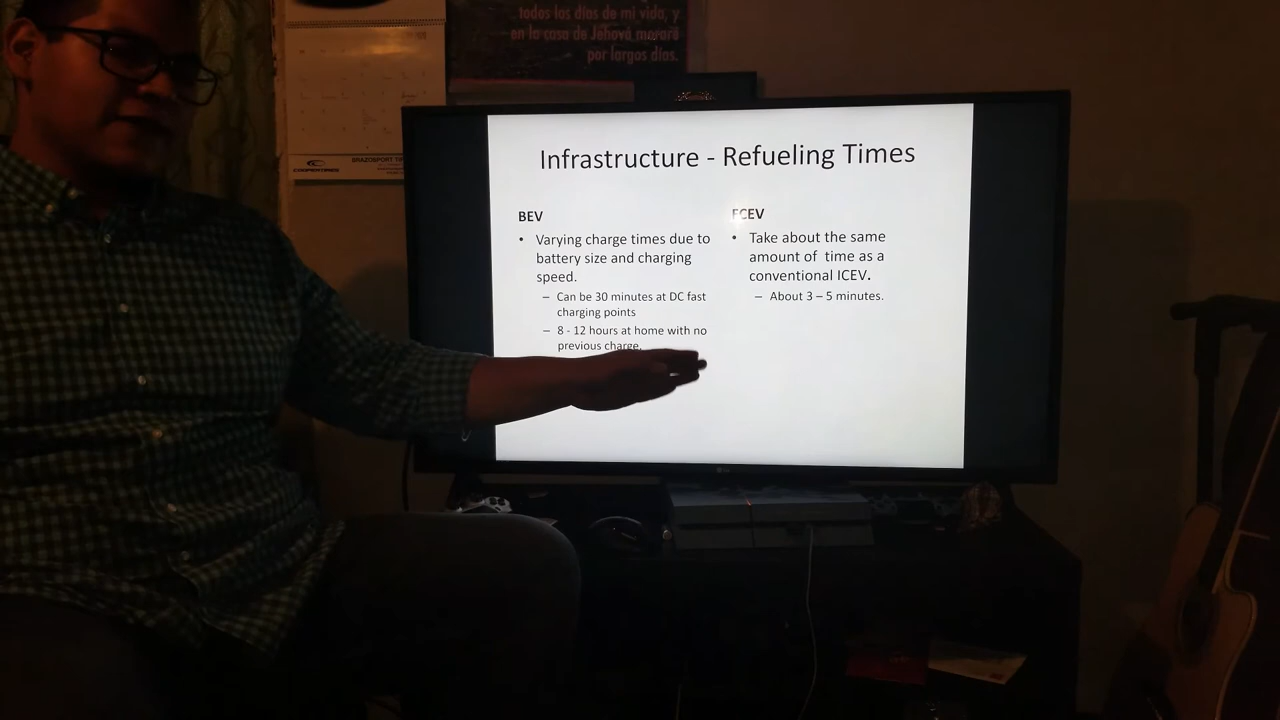 todos los días de mi vida, y
en la casa de Jehová moraré
por largos días.
COOPERTIRES
BRAZOSPORT
Infrastructure - Refueling Times
BEV
• Varying charge times due to
battery size and charging
speed.
– Can be 30 minutes at DC fast
charging points
– 8 - 12 hours at home with no
previous charge.
FCEV
• Take about the same
amount of time as a
conventional ICEV.
– About 3 – 5 minutes.
LG